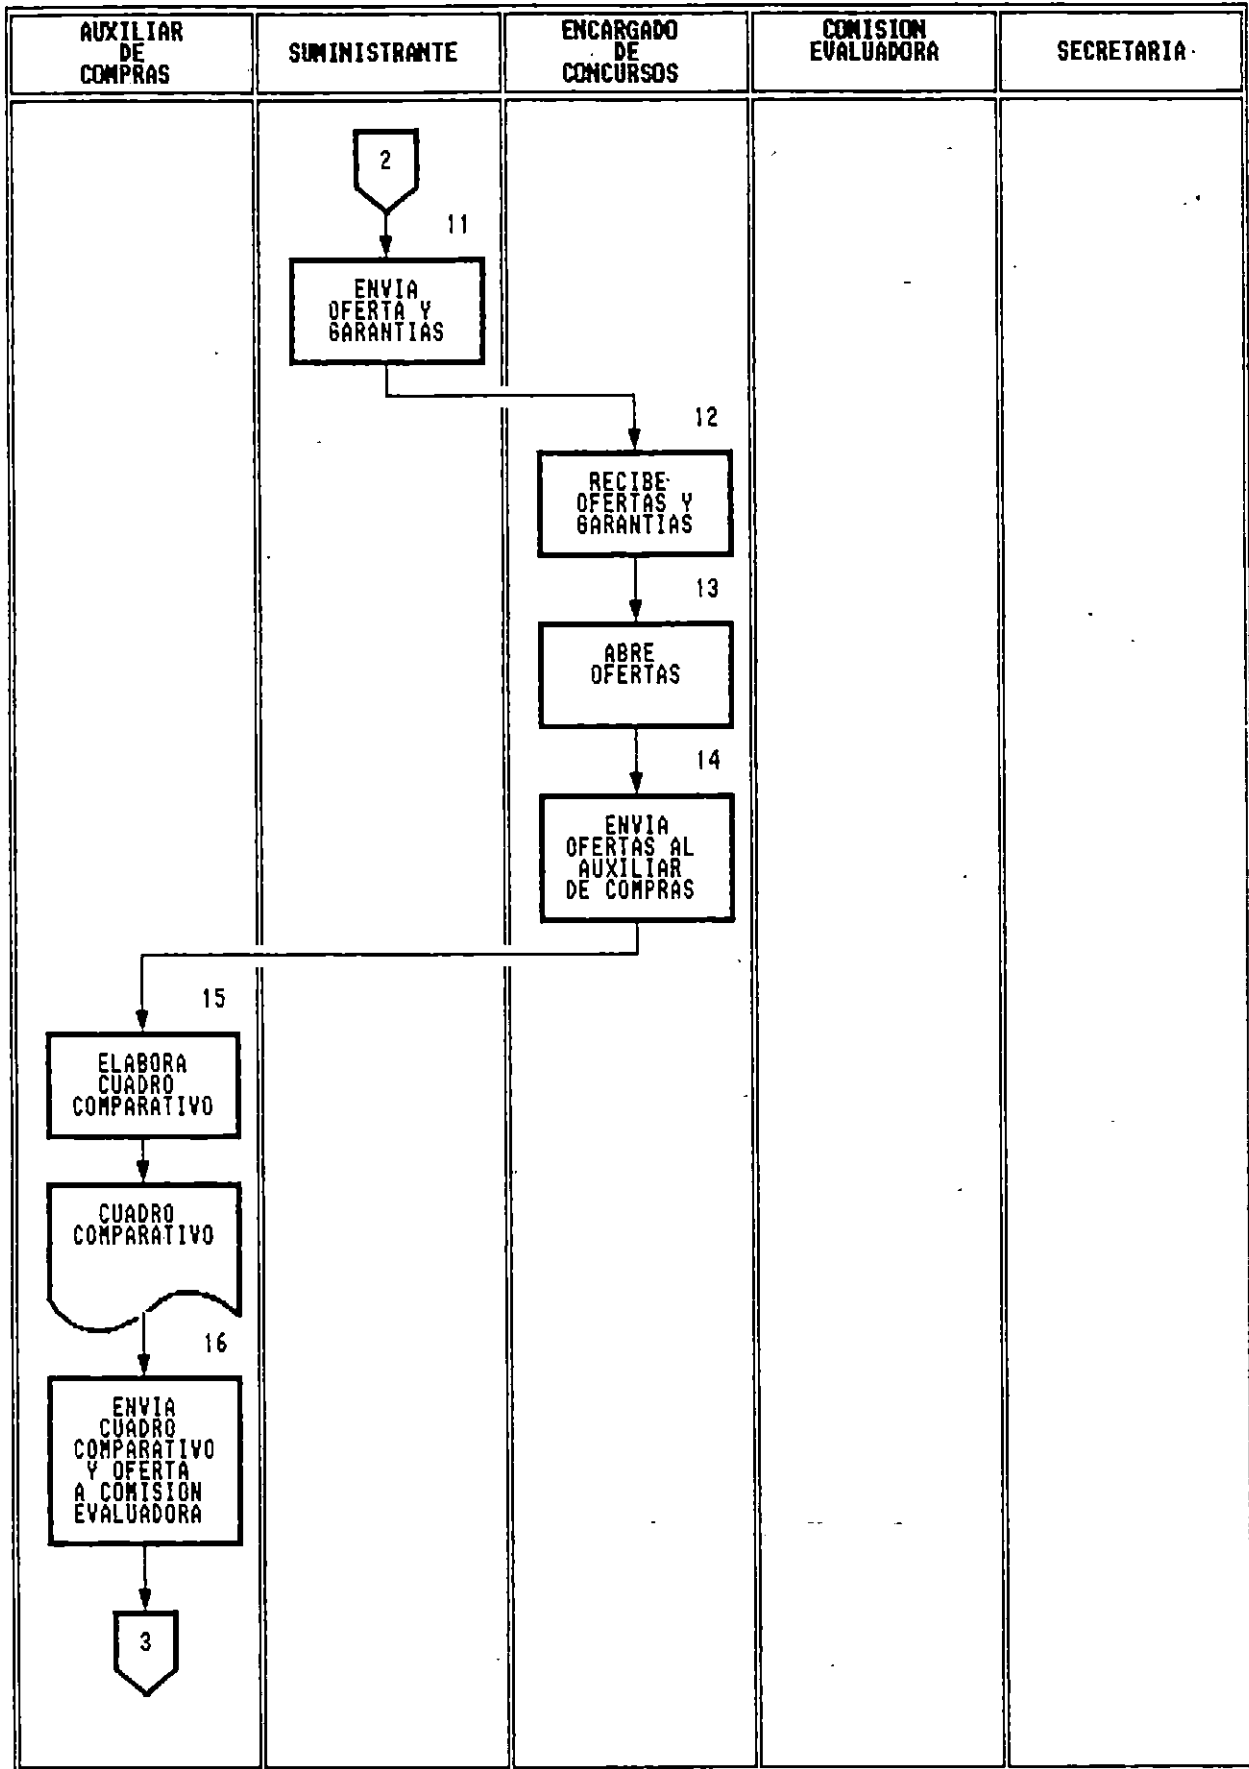 AUXILIAR
DE
COMPRAS
SUMINISTRANTE
ENCARGADO
DE
CONCURSOS
COMISION
EVALUADORA
SECRETARIA
2
11
ENVIA
OFERTA Y
GARANTIAS
12
RECIBE
OFERTAS Y
GARANTIAS
13
ABRE
OFERTAS
14
ENVIA
OFERTAS AL
AUXILIAR
DE COMPRAS
15
ELABORA
CUADRO
COMPARATIVO
CUADRO
COMPARATIVO
16
ENVIA
CUADRO
COMPARATIVO
Y OFERTA
A COMISION
EVALUADORA
3